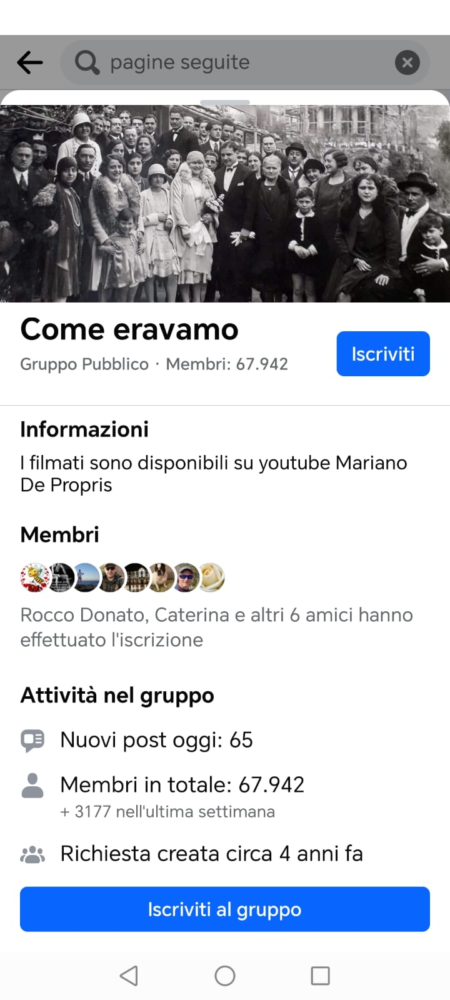 pagine seguite
Come eravamo
Gruppo Pubblico · Membri: 67.942
Iscriviti
Informazioni
I filmati sono disponibili su youtube Mariano
De Propris
Membri
Rocco Donato, Caterina e altri 6 amici hanno
effettuato l'iscrizione
Attività nel gruppo
Nuovi post oggi: 65
Membri in totale: 67.942
+ 3177 nell'ultima settimana
Richiesta creata circa 4 anni fa
Iscriviti al gruppo